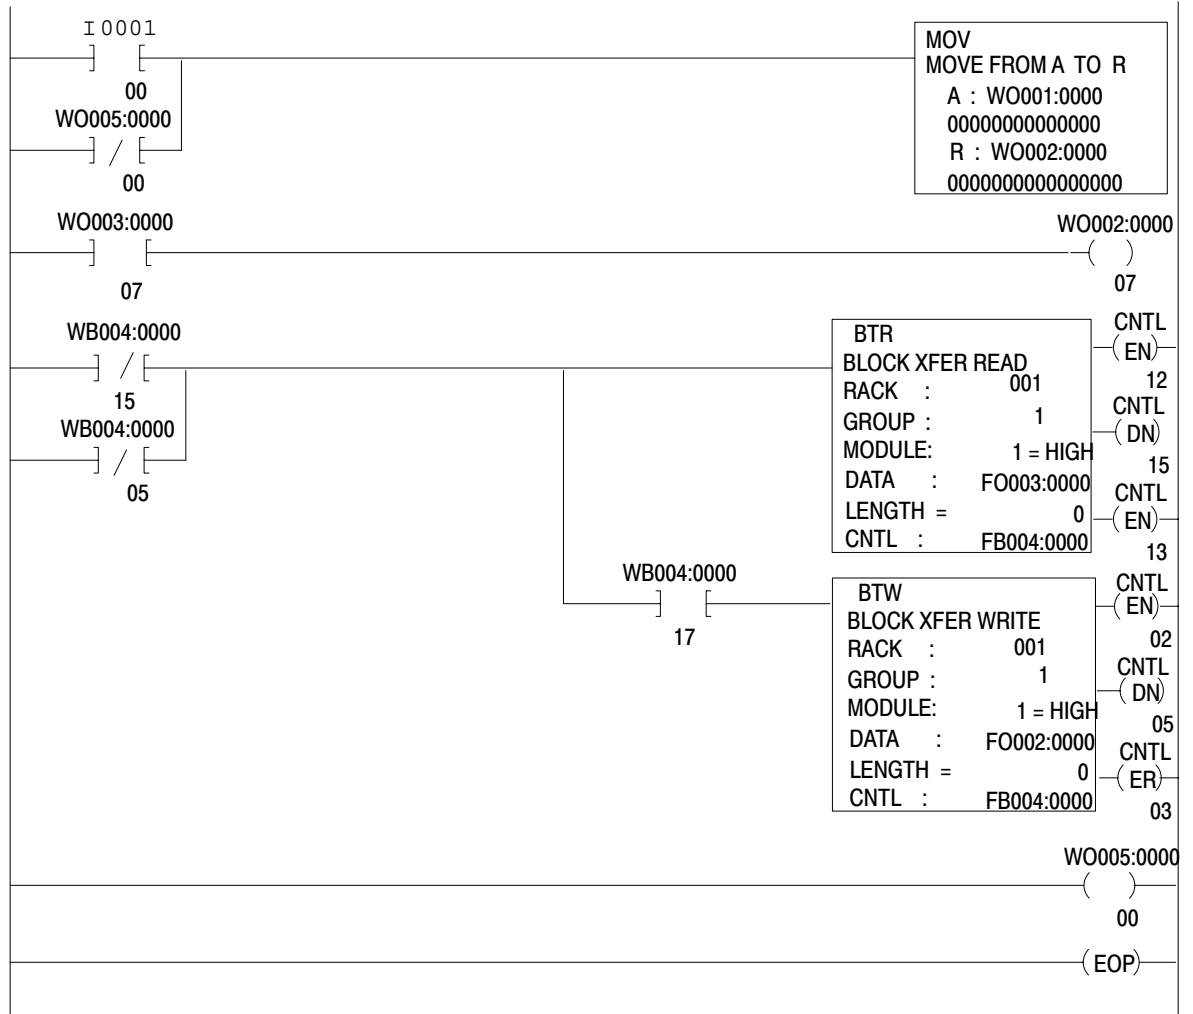 I0001
00
WO005:0000
00
MOV
MOVE FROM A TO R
A : WO001:0000
00000000000000
R : WO002:0000
0000000000000000
WO003:0000
07
WO002:0000
07
WB004:0000
15
WB004:0000
05
BTR
BLOCK XFER READ
RACK : 001
GROUP : 1
MODULE: 1 = HIGH
DATA : FO003:0000
LENGTH = 0
CNTL : FB004:0000
CNTL
(EN)
12
CNTL
(DN)
15
CNTL
(EN)
13
WB004:0000
17
BTW
BLOCK XFER WRITE
RACK : 001
GROUP : 1
MODULE: 1 = HIGH
DATA : FO002:0000
LENGTH = 0
CNTL : FB004:0000
CNTL
(EN)
02
CNTL
(DN)
05
CNTL
(ER)
03
WO005:0000
00
(EOP)